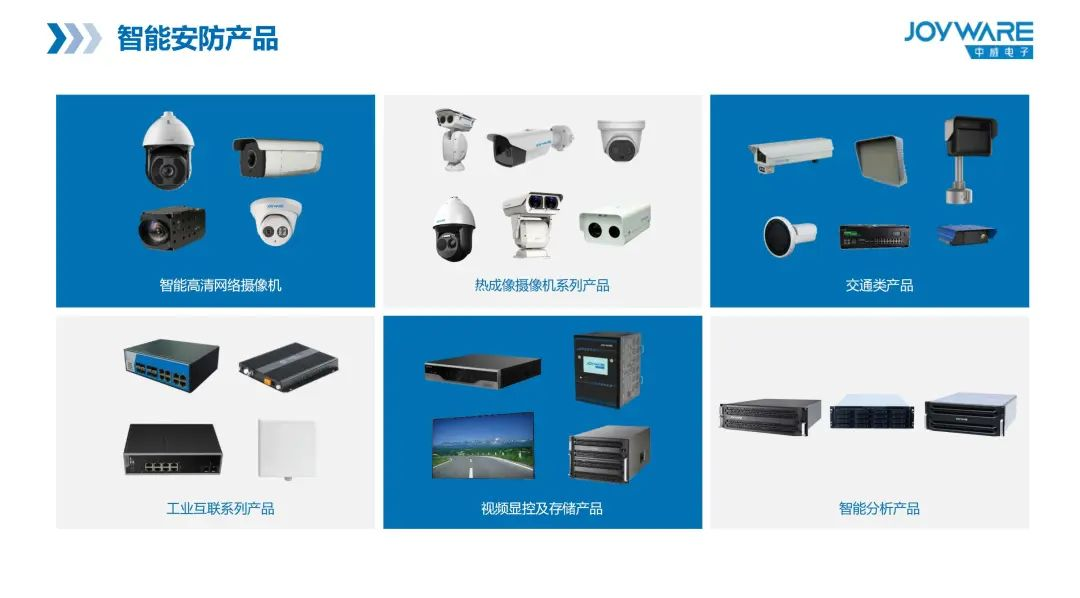 智能安防产品
JOYWARE
中威电子
智能高清网络摄像机
热成像摄像机系列产品
交通类产品
工业互联系列产品
视频显控及存储产品
智能分析产品